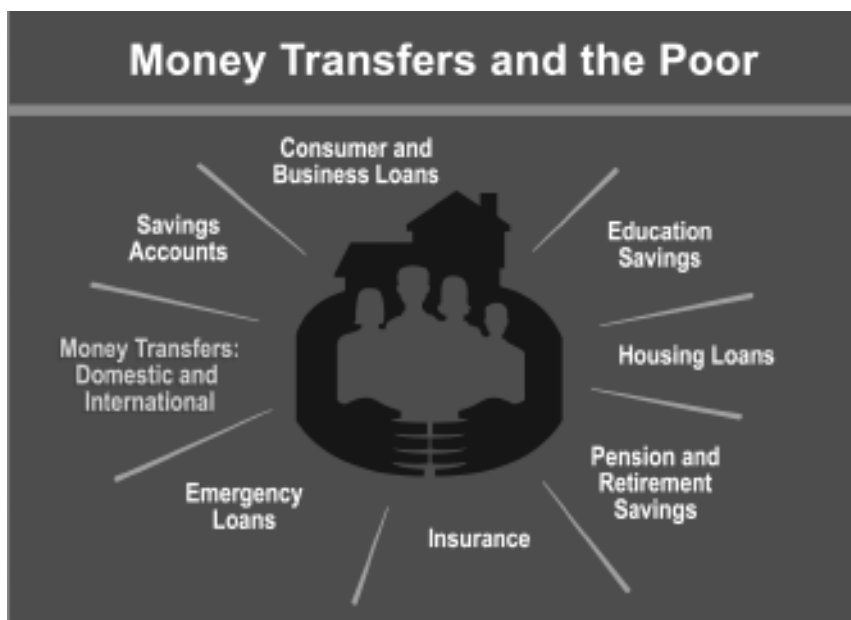 Money Transfers and the Poor
Consumer and
Business Loans
Savings
Accounts
Education
Savings
Money Transfers:
Domestic and
International
Housing Loans
Emergency
Loans
Pension and
Retirement
Savings
Insurance